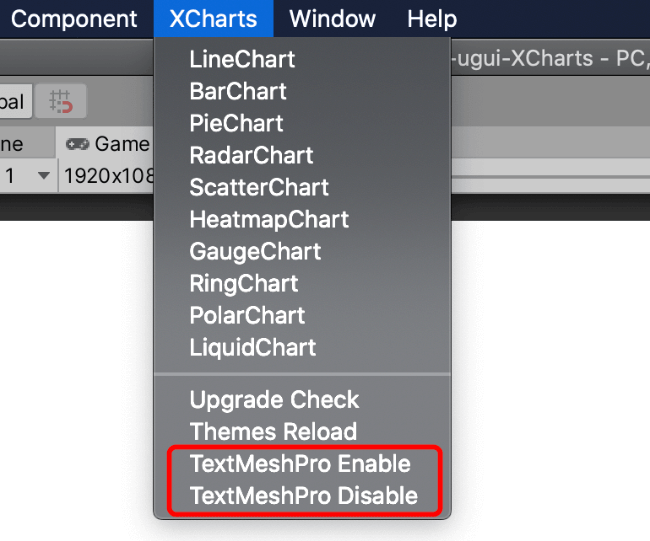 Component XCharts Window Help
LineChart
-ugui-XCharts - PC,
BarChart
bal
PieChart
ne Game
RadarChart
1 1920x108
ScatterChart
HeatmapChart
GaugeChart
RingChart
PolarChart
LiquidChart
Upgrade Check
Themes Reload
TextMeshPro Enable
TextMeshPro Disable